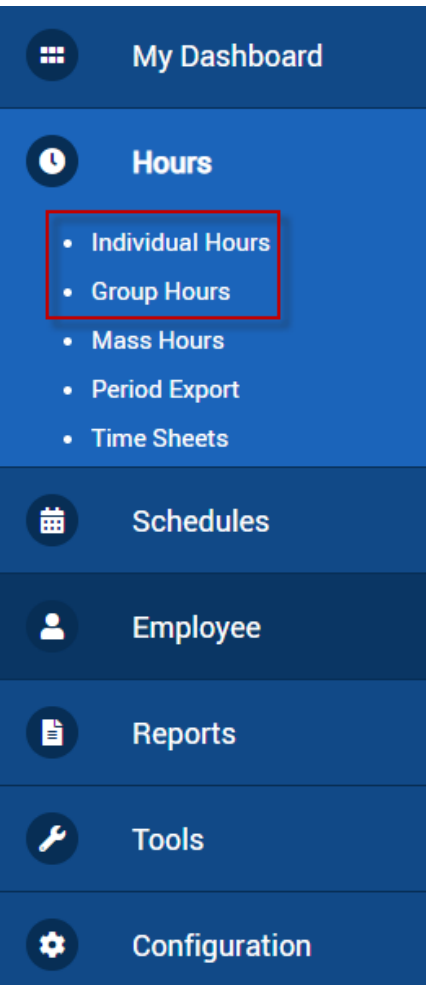 My Dashboard
Hours
Individual Hours
Group Hours
Mass Hours
Period Export
Time Sheets
Schedules
Employee
Reports
Tools
Configuration